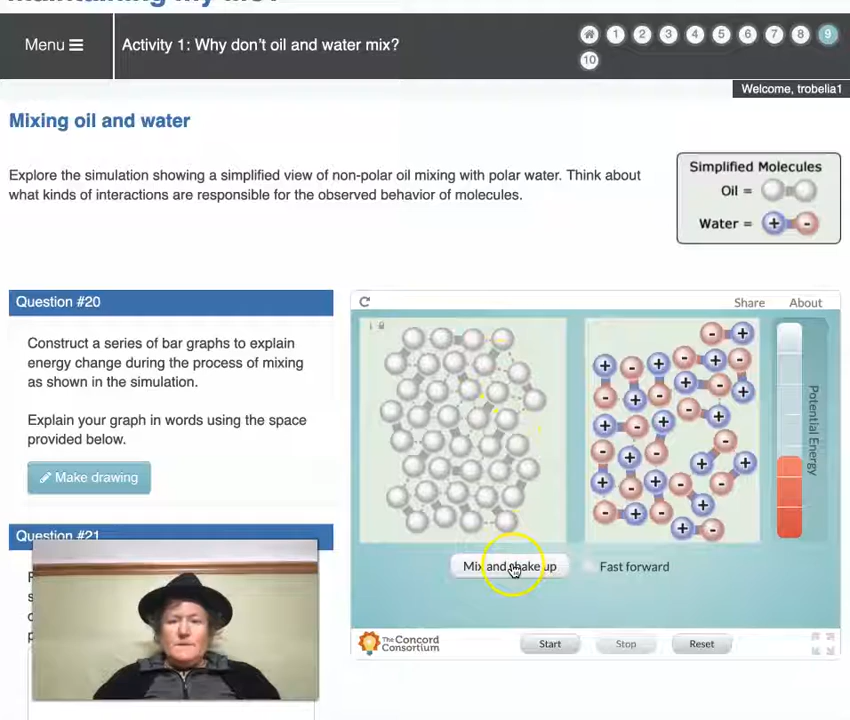 Menu
Activity 1: Why don't oil and water mix?
1 2 3 4 5 6 7 8 9
10
Welcome, trobelia1
Mixing oil and water
Explore the simulation showing a simplified view of non-polar oil mixing with polar water. Think about
what kinds of interactions are responsible for the observed behavior of molecules.
Simplified Molecules
Oil =
Water = + -
Question #20
Construct a series of bar graphs to explain
energy change during the process of mixing
as shown in the simulation.
Explain your graph in words using the space
provided below.
Make drawing
Question #21
Share About
Potential Energy
Mix and shake up
Fast forward
The Concord
Consortium
Start Stop Reset